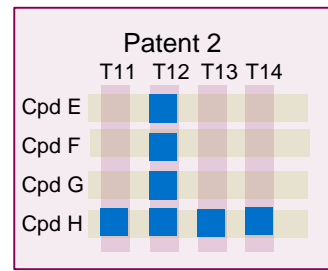 Patent 2
T11 T12 T13 T14
Cpd E
Cpd F
Cpd G
Cpd H